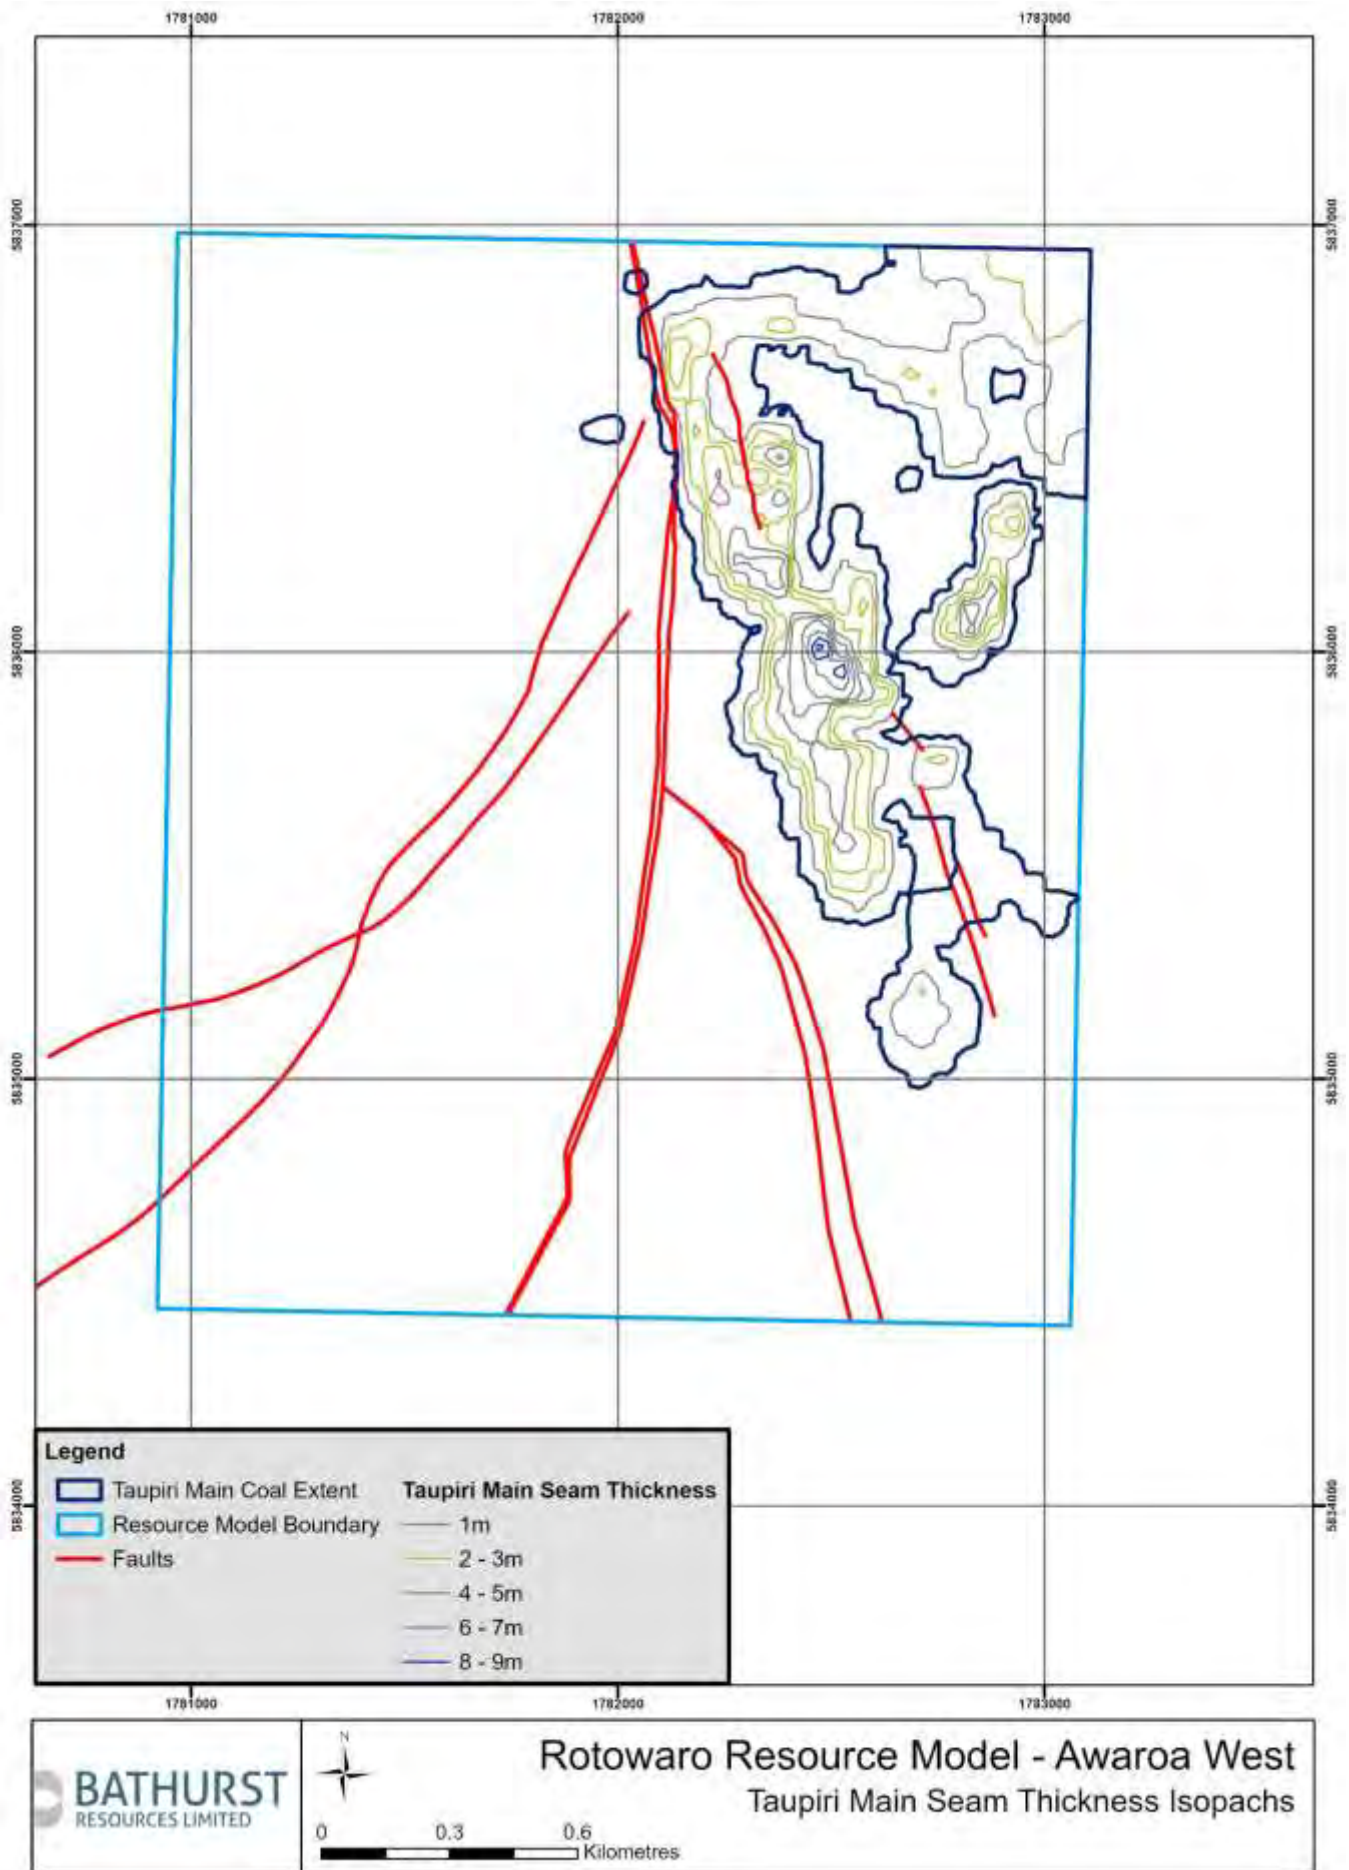 1781000 1782000 1783000
5837000 5837000
5836000 5836000
5835000 5835000
5834000 5834000
Legend
Taupiri Main Coal Extent
Resource Model Boundary
Faults
Taupiri Main Seam Thickness
1m
2 - 3m
4 - 5m
6 - 7m
8 - 9m
1781000 1782000 1783000
BATHURST
RESOURCES LIMITED
N
0 0.3 0.6
Kilometres
Rotowaro Resource Model - Awaroa West
Taupiri Main Seam Thickness Isopachs